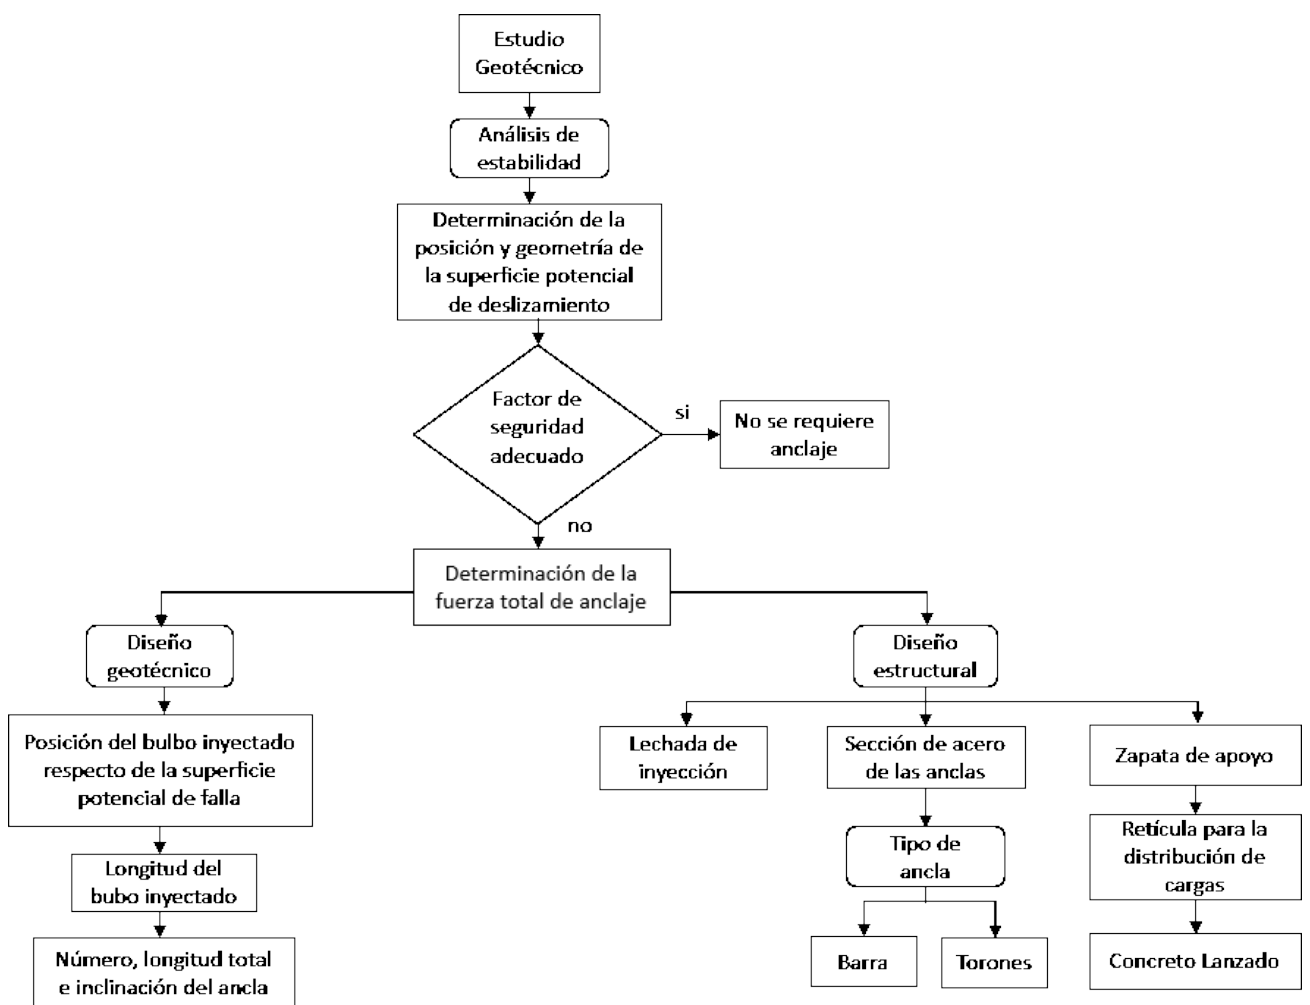 Estudio
Geotécnico
Análisis de
estabilidad
Determinación de la
posición y geometría de
la superficie potencial
de deslizamiento
Factor de
seguridad
adecuado
si
No se requiere
anclaje
no
Determinación de la
fuerza total de anclaje
Diseño
geotécnico
Posición del bulbo inyectado
respecto de la superficie
potencial de falla
Longitud del
bubo inyectado
Número, longitud total
e inclinación del ancla
Diseño
estructural
Lechada de
inyección
Sección de acero
de las anclas
Tipo de
ancla
Barra
Torones
Zapata de apoyo
Retícula para la
distribución de
cargas
Concreto Lanzado